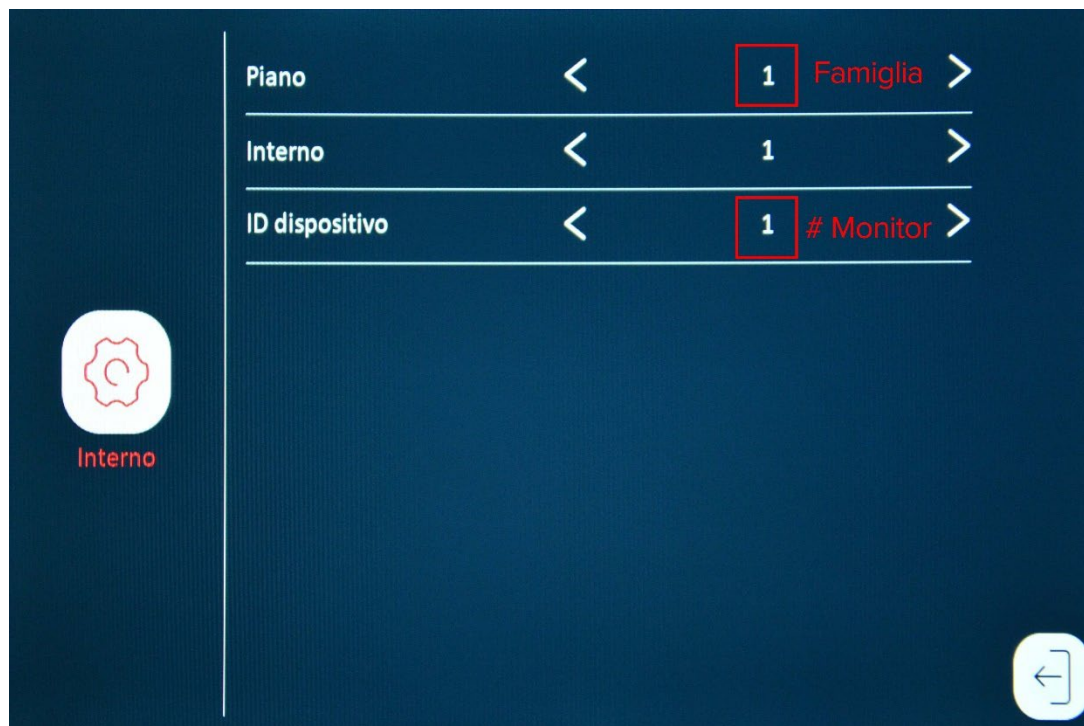 Piano < 1 Famiglia >
Interno < 1 >
ID dispositivo < 1 # Monitor >
Interno